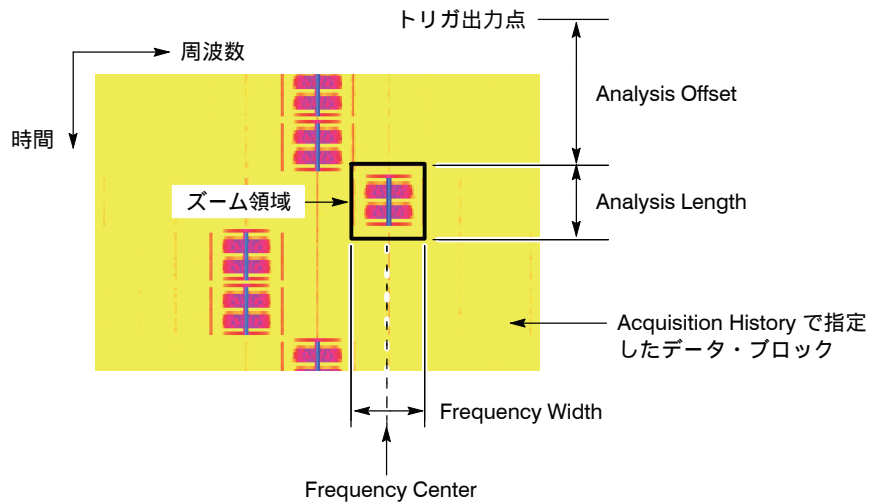 トリガ出力点
周波数
Analysis Offset
時間
ズーム領域
Analysis Length
Acquisition History で指定
したデータ・ブロック
Frequency Width
Frequency Center